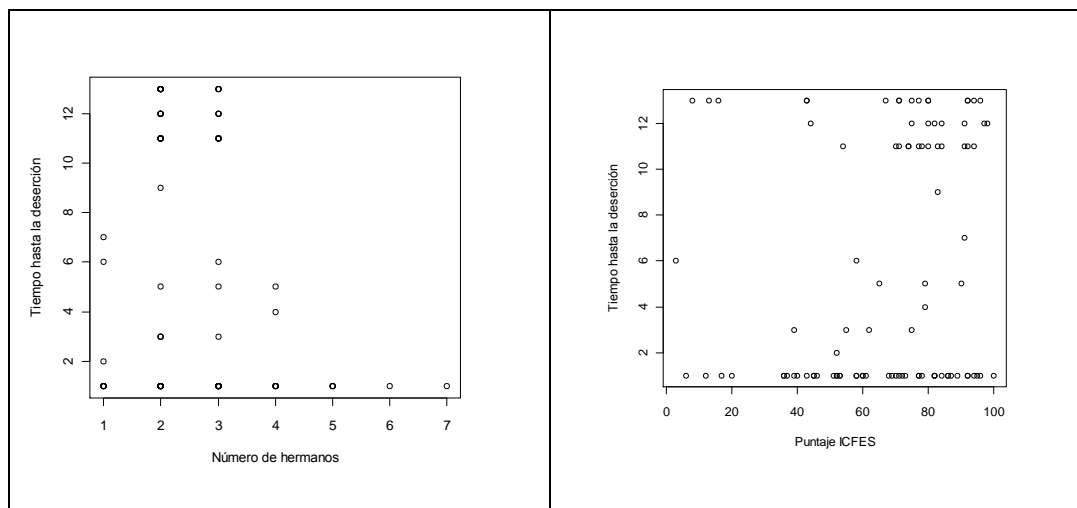 Tiempo hasta la deserción
12
10
8
6
4
2
1 2 3 4 5 6 7
Número de hermanos
Tiempo hasta la deserción
12
10
8
6
4
2
0 20 40 60 80 100
Puntaje ICFES